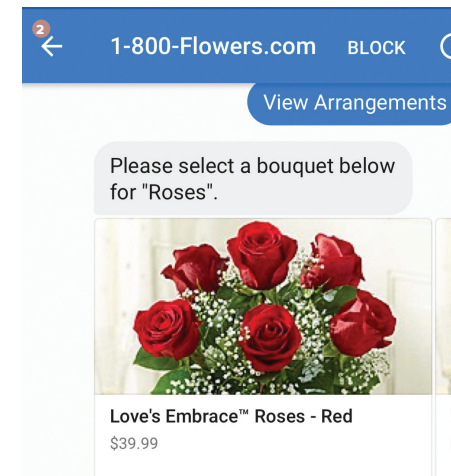 2
1-800-Flowers.com BLOCK
View Arrangements
Please select a bouquet below
for "Roses".
Love's Embrace™ Roses - Red
$39.99